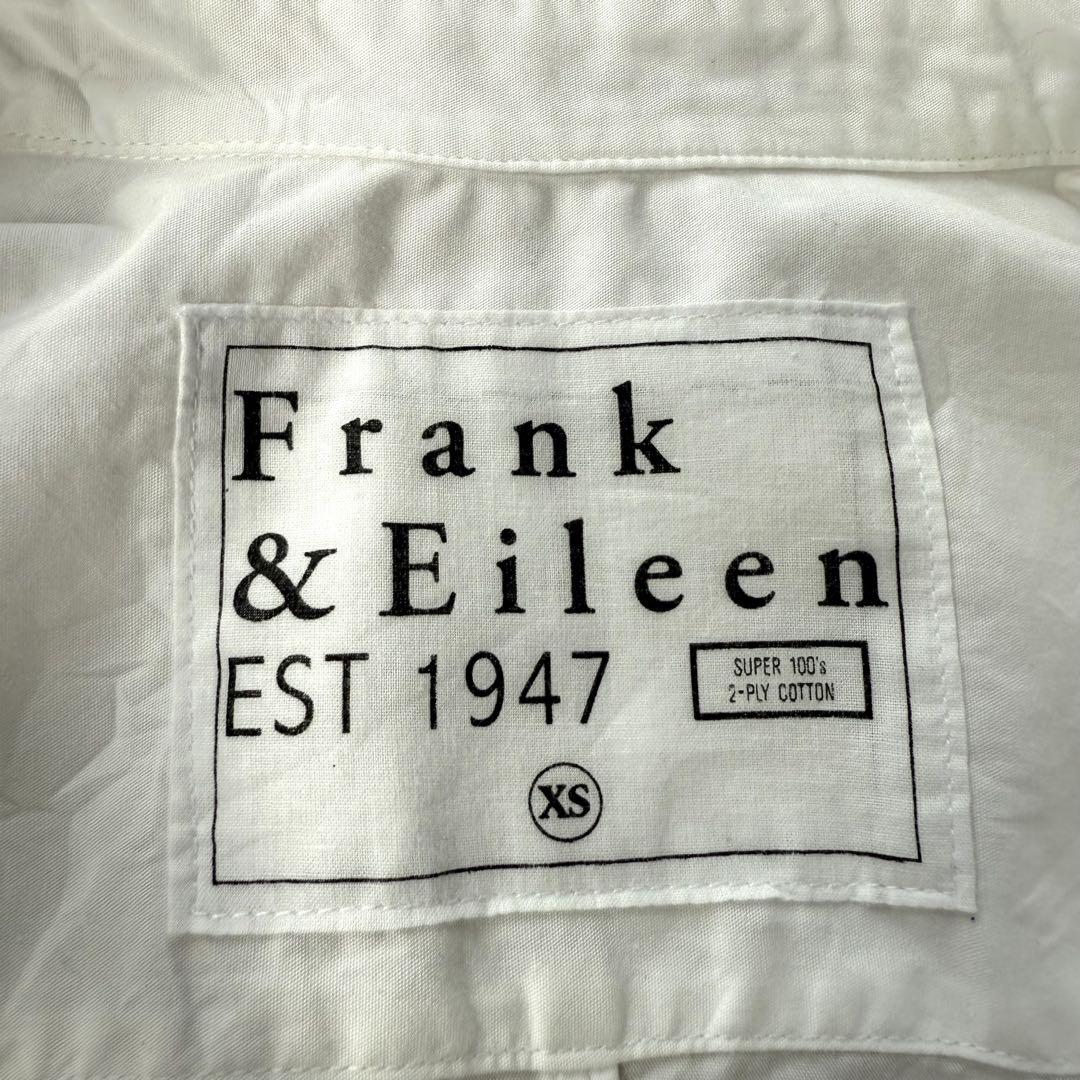 Frank
& Eileen
EST 1947
SUPER 100's
2-PLY COTTON
XS